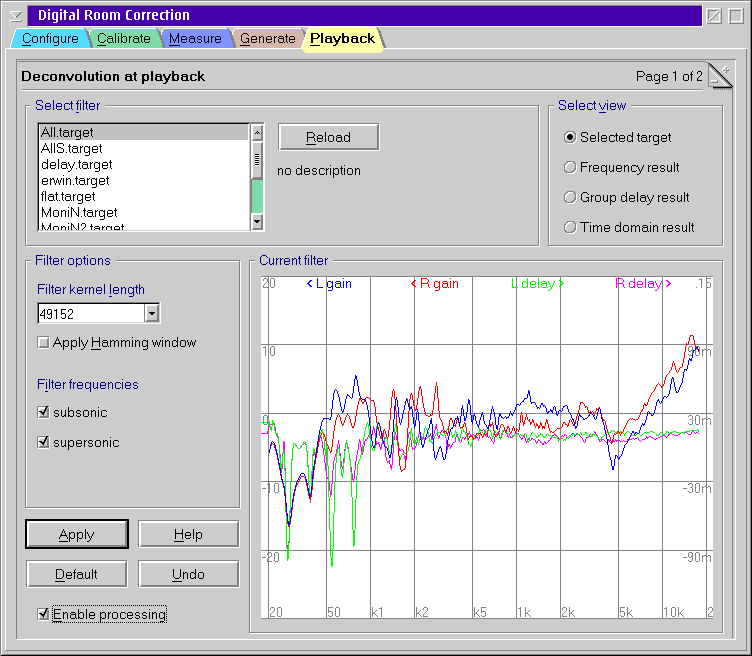 Digital Room Correction
Configure Calibrate Measure Generate Playback
Deconvolution at playback Page 1 of 2
Select filter
All.target
AllS.target
delay.target
erwin.target
flat.target
MoniN.target
MoniN2.target
Reload
no description
Select view
Selected target
Frequency result
Group delay result
Time domain result
Filter options
Filter kernel length
49152
Apply Hamming window
Filter frequencies
subsonic
supersonic
Current filter
20 < L gain < R gain L delay > R delay > .15
10 90m
0 30m
-10 -30m
-20 -90m
20 50 k1 k2 k5 1k 2k 5k 10k 2
Apply Help
Default Undo
Enable processing